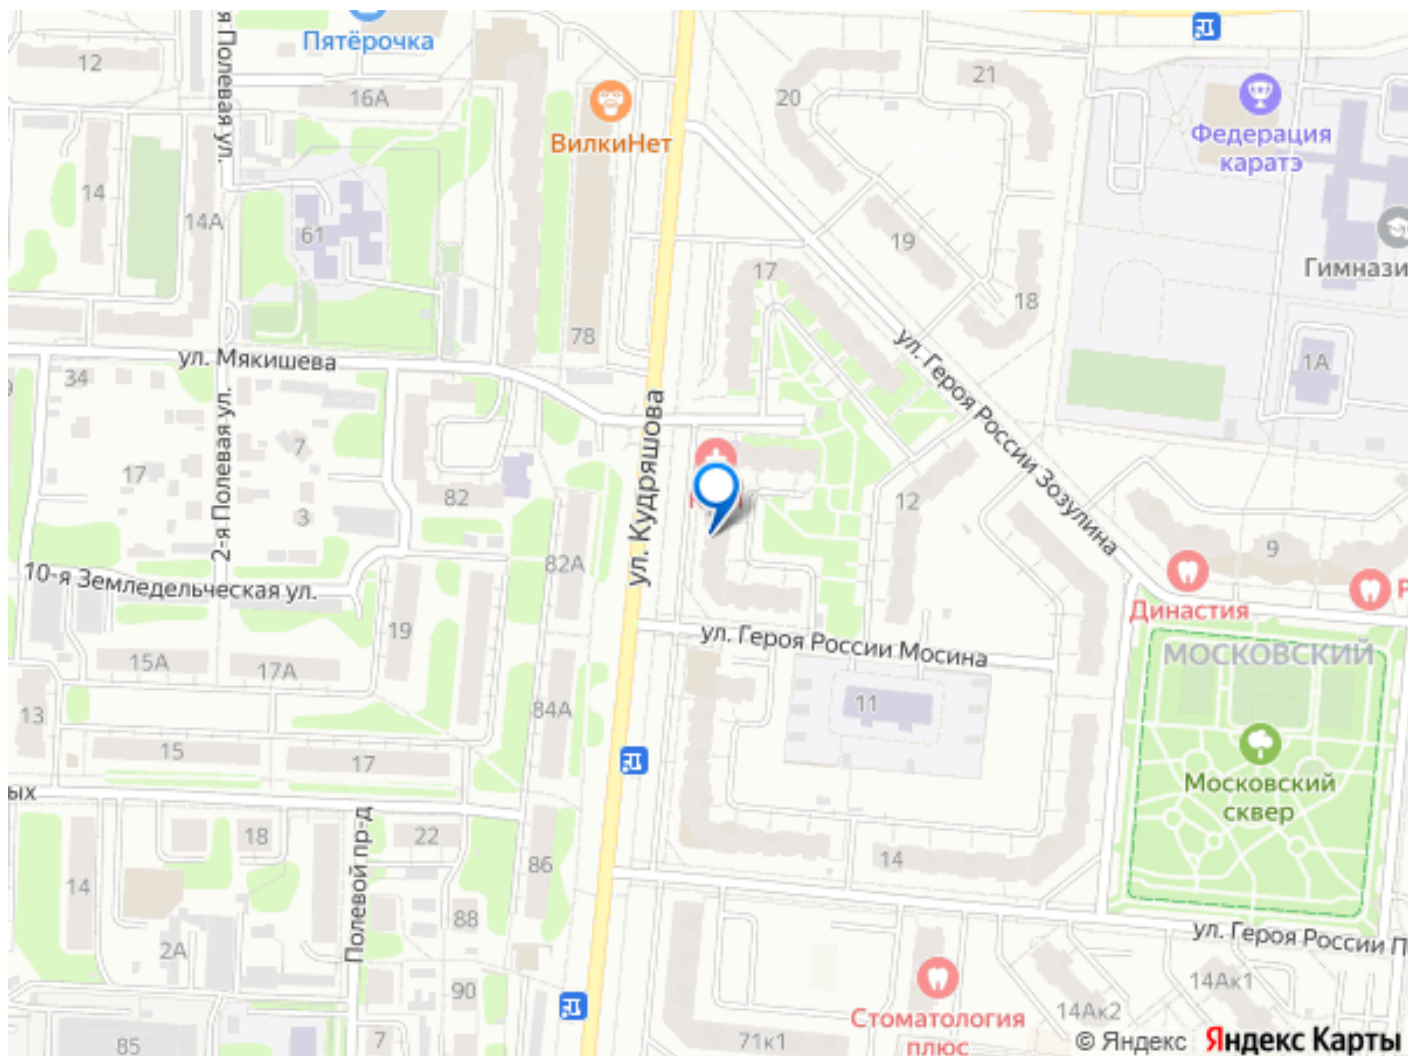 Пятёрочка
12
я Полевая ул.
16А
ВилкиНет
20
21
Федерация
каратэ
14
14А
61
19
Гимнази
17
18
78
ул. Мякишева
34
ул. Героя России Зозулина
1А
2-я Полевая ул.
7
17
3
82
ул. Кудряшова
12
82А
9
10-я Земледельческая ул.
Династия
Р
19
15А
17А
ул. Героя России Мосина
МОСКОВСКИЙ
13
84А
11
15
17
Московский
сквер
ых
Полевой пр-д
18
22
86
14
14
88
2А
ул. Героя России П
90
14Ак1
14Ак2
Стоматология
плюс
71к1
85
7
© Яндекс Яндекс Карты